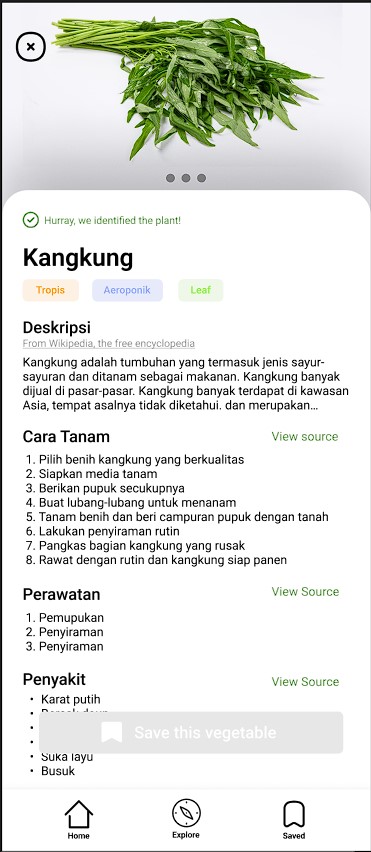 Hurray, we identified the plant!
Kangkung
Tropis
Aeroponik
Leaf
Deskripsi
From Wikipedia, the free encyclopedia
Kangkung adalah tumbuhan yang termasuk jenis sayur-
sayuran dan ditanam sebagai makanan. Kangkung banyak
dijual di pasar-pasar. Kangkung banyak terdapat di kawasan
Asia, tempat asalnya tidak diketahui. dan merupakan...
Cara Tanam
View source
1. Pilih benih kangkung yang berkualitas
2. Siapkan media tanam
3. Berikan pupuk secukupnya
4. Buat lubang-lubang untuk menanam
5. Tanam benih dan beri campuran pupuk dengan tanah
6. Lakukan penyiraman rutin
7. Pangkas bagian kangkung yang rusak
8. Rawat dengan rutin dan kangkung siap panen
Perawatan
View Source
1. Pemupukan
2. Penyiraman
3. Penyiraman
Penyakit
View Source
• Karat putih
Save this vegetable
• Suka layu
• Busuk
Home
Explore
Saved